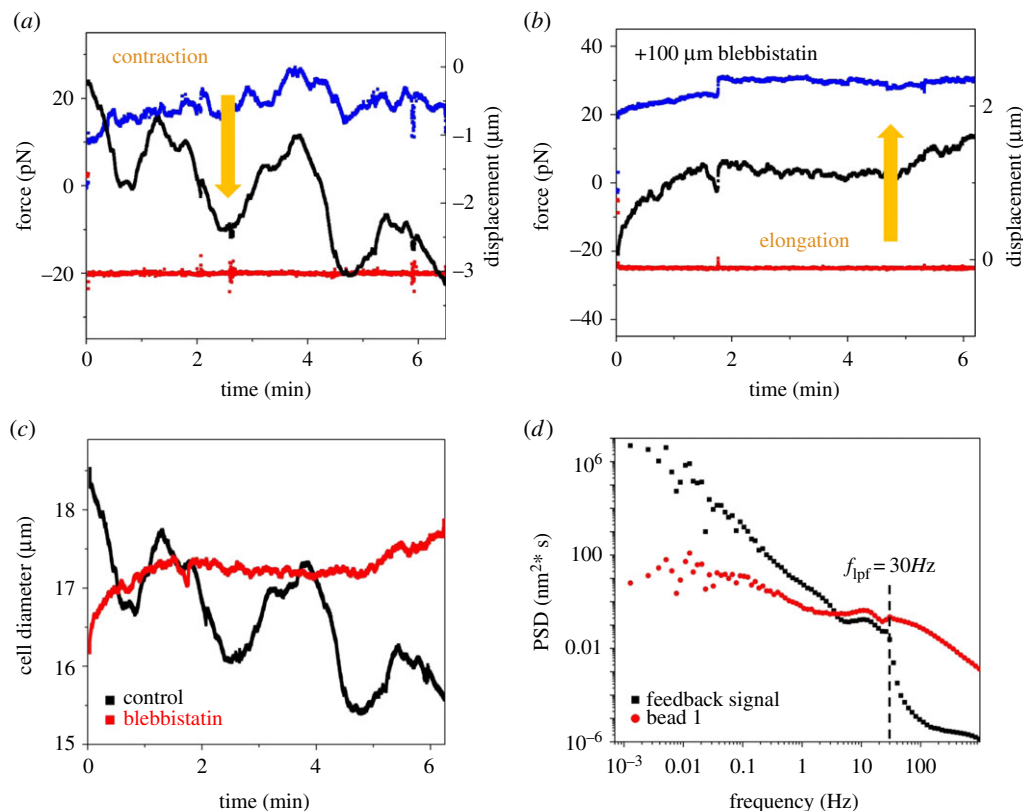 (a)
contraction
20
0
−20
force (pN)
0
−1
−2
−3
displacement (µm)
0
2
4
6
time (min)
(b)
+100 µm blebbistatin
elongation
40
20
0
−20
−40
force (pN)
2
0
displacement (µm)
0
2
4
6
time (min)
(c)
18
17
16
15
cell diameter (µm)
control
blebbistatin
0
2
4
6
time (min)
(d)
10⁶
100
0.01
10⁻⁶
PSD (nm²* s)
f_lpf = 30Hz
feedback signal
bead 1
10⁻³
0.01
0.1
1
10
100
frequency (Hz)